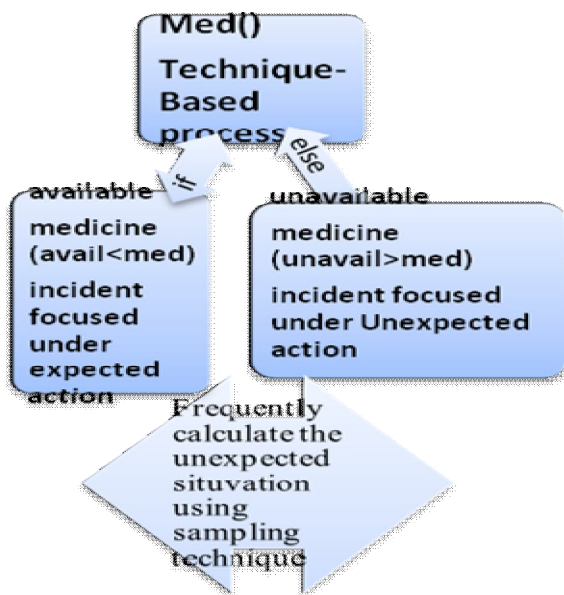 Med()
Technique-
Based
process
if
else
available
medicine
(avail<med)
incident
focused
under
expected
action
unavailable
medicine
(unavail>med)
incident focused
under Unexpected
action
Frequently
calculate the
unexpected
situvation
using
sampling
technique